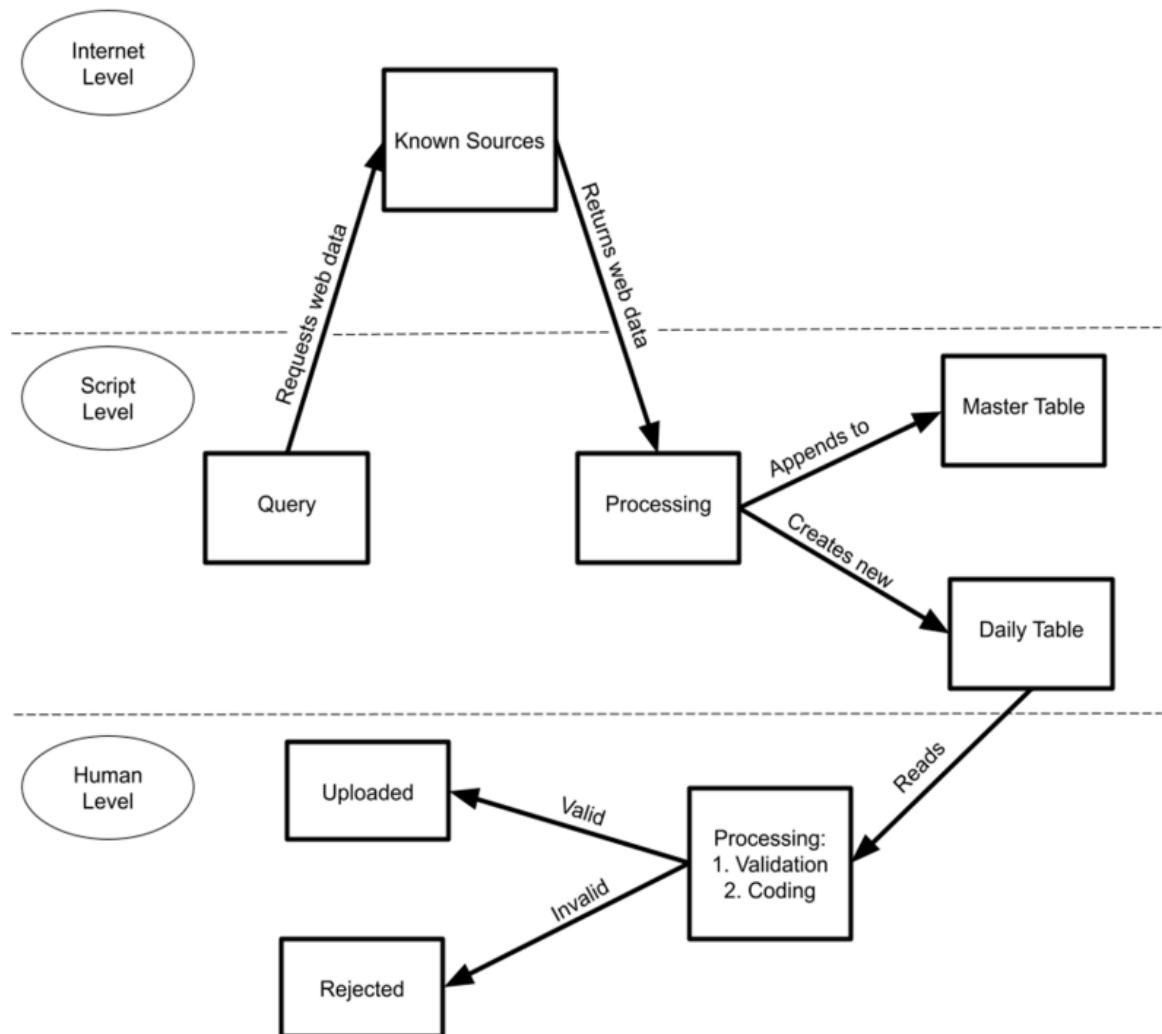 Internet
Level
Known Sources
Requests web data
Returns web data
Script
Level
Query
Processing
Appends to
Master Table
Creates new
Daily Table
Human
Level
Reads
Processing:
1. Validation
2. Coding
Valid
Uploaded
Invalid
Rejected